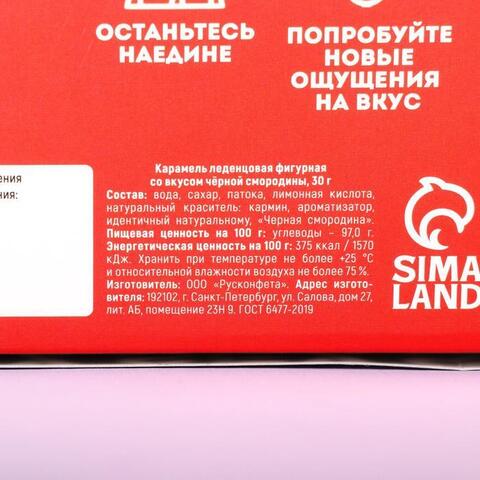 ОСТАНЬТЕСЬ
НАЕДИНЕ
ПОПРОБУЙТЕ
НОВЫЕ
ОЩУЩЕНИЯ
НА ВКУС
ения
ния:
Карамель леденцовая фигурная
со вкусом чёрной смородины, 30 г
Состав: вода, сахар, патока, лимонная кислота,
натуральный краситель: кармин, ароматизатор,
идентичный натуральному, «Черная смородина».
Пищевая ценность на 100 г: углеводы – 97,0 г.
Энергетическая ценность на 100 г: 375 ккал / 1570
кДж. Хранить при температуре не более +25 °С
и относительной влажности воздуха не более 75 %.
Изготовитель: ООО «Русконфета». Адрес изгото-
вителя: 192102, г. Санкт-Петербург, ул. Салова, дом 27,
лит. АБ, помещение 23Н 9. ГОСТ 6477-2019
SIMA
LAND